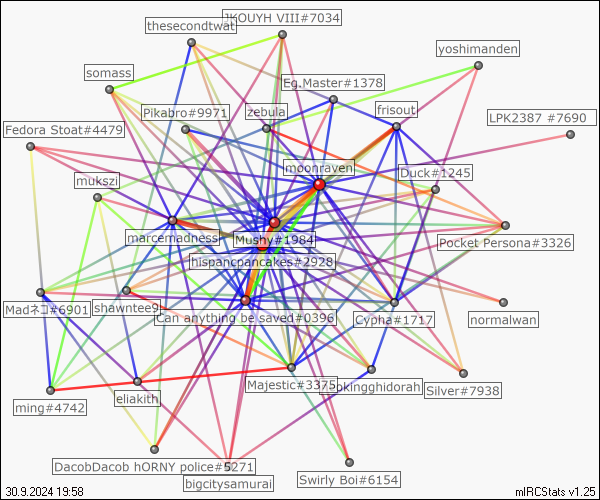 thesecondtwat
JKOUYH VIII#7034
yoshimanden
somass
Eg.Master#1378
Pikabro#9971
zebula
frisout
LPK2387 #7690
Fedora Stoat#4479
moonraven
Duck#1245
mukszi
marcemadness
Mushy#1984
Pocket Persona#3326
hispancpancakes#2928
Madネコ#6901
shawntee9
Can anything be saved#0396
Cypha#1717
normalwan
Majestic#3375
pkingghidorah
Silver#7938
ming#4742
eliakith
DacobDacob hORNY police#5271
bigcitysamurai
Swirly Boi#6154
30.9.2024 19:58
mIRCStats v1.25